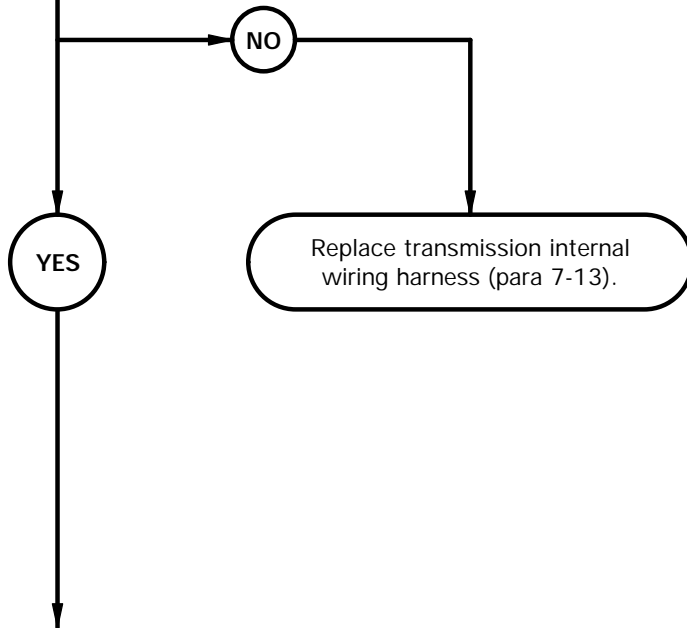 NO
YES
Replace transmission internal
wiring harness (para 7-13).